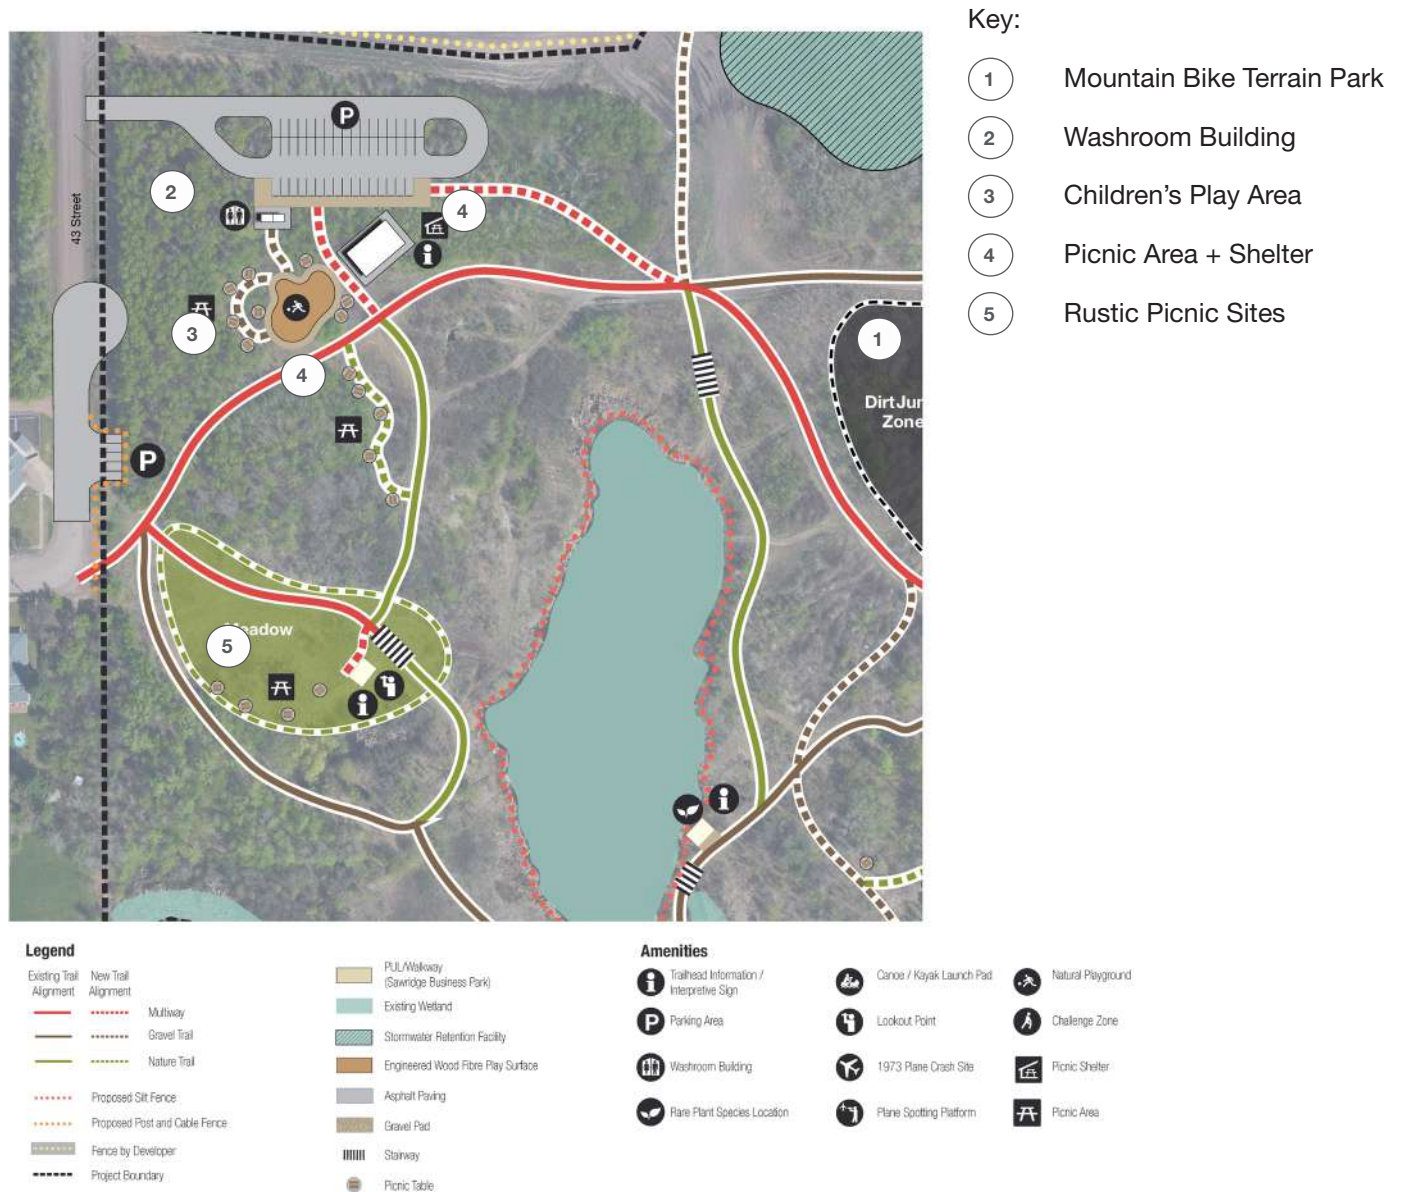 Key:
1 Mountain Bike Terrain Park
2 Washroom Building
3 Children's Play Area
4 Picnic Area + Shelter
5 Rustic Picnic Sites
P
2
4
43 Street
i
3
1
4
Dirt Jum
Zone
P
Meadow
5
i
i
Legend
Existing Trail Alignment
New Trail Alignment
Multiway
Gravel Trail
Nature Trail
Proposed Silt Fence
Proposed Post and Cable Fence
Fence by Developer
Project Boundary
PUL/Walkway
(Sawridge Business Park)
Existing Wetland
Stormwater Retention Facility
Engineered Wood Fibre Play Surface
Asphalt Paving
Gravel Pad
Stairway
Picnic Table
Amenities
i Trailhead Information /
Interpretive Sign
P Parking Area
Washroom Building
Rare Plant Species Location
Canoe / Kayak Launch Pad
Lookout Point
1973 Plane Crash Site
Plane Spotting Platform
Natural Playground
Challenge Zone
Picnic Shelter
Picnic Area